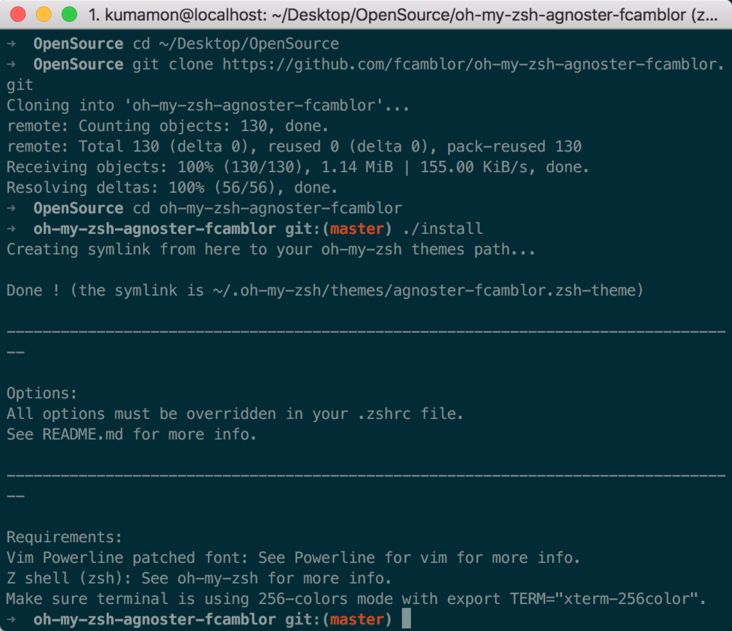 1. kumamon@localhost: ~/Desktop/OpenSource/oh-my-zsh-agnoster-fcamblor (z...
→ OpenSource cd ~/Desktop/OpenSource
→ OpenSource git clone https://github.com/fcamblor/oh-my-zsh-agnoster-fcamblor.
git
Cloning into 'oh-my-zsh-agnoster-fcamblor'...
remote: Counting objects: 130, done.
remote: Total 130 (delta 0), reused 0 (delta 0), pack-reused 130
Receiving objects: 100% (130/130), 1.14 MiB | 155.00 KiB/s, done.
Resolving deltas: 100% (56/56), done.
→ OpenSource cd oh-my-zsh-agnoster-fcamblor
→ oh-my-zsh-agnoster-fcamblor git:(master) ./install
Creating symlink from here to your oh-my-zsh themes path...
Done ! (the symlink is ~/.oh-my-zsh/themes/agnoster-fcamblor.zsh-theme)
--------------------------------------------------------------------------------
--
Options:
All options must be overridden in your .zshrc file.
See README.md for more info.
--------------------------------------------------------------------------------
--
Requirements:
Vim Powerline patched font: See Powerline for vim for more info.
Z shell (zsh): See oh-my-zsh for more info.
Make sure terminal is using 256-colors mode with export TERM="xterm-256color".
→ oh-my-zsh-agnoster-fcamblor git:(master)